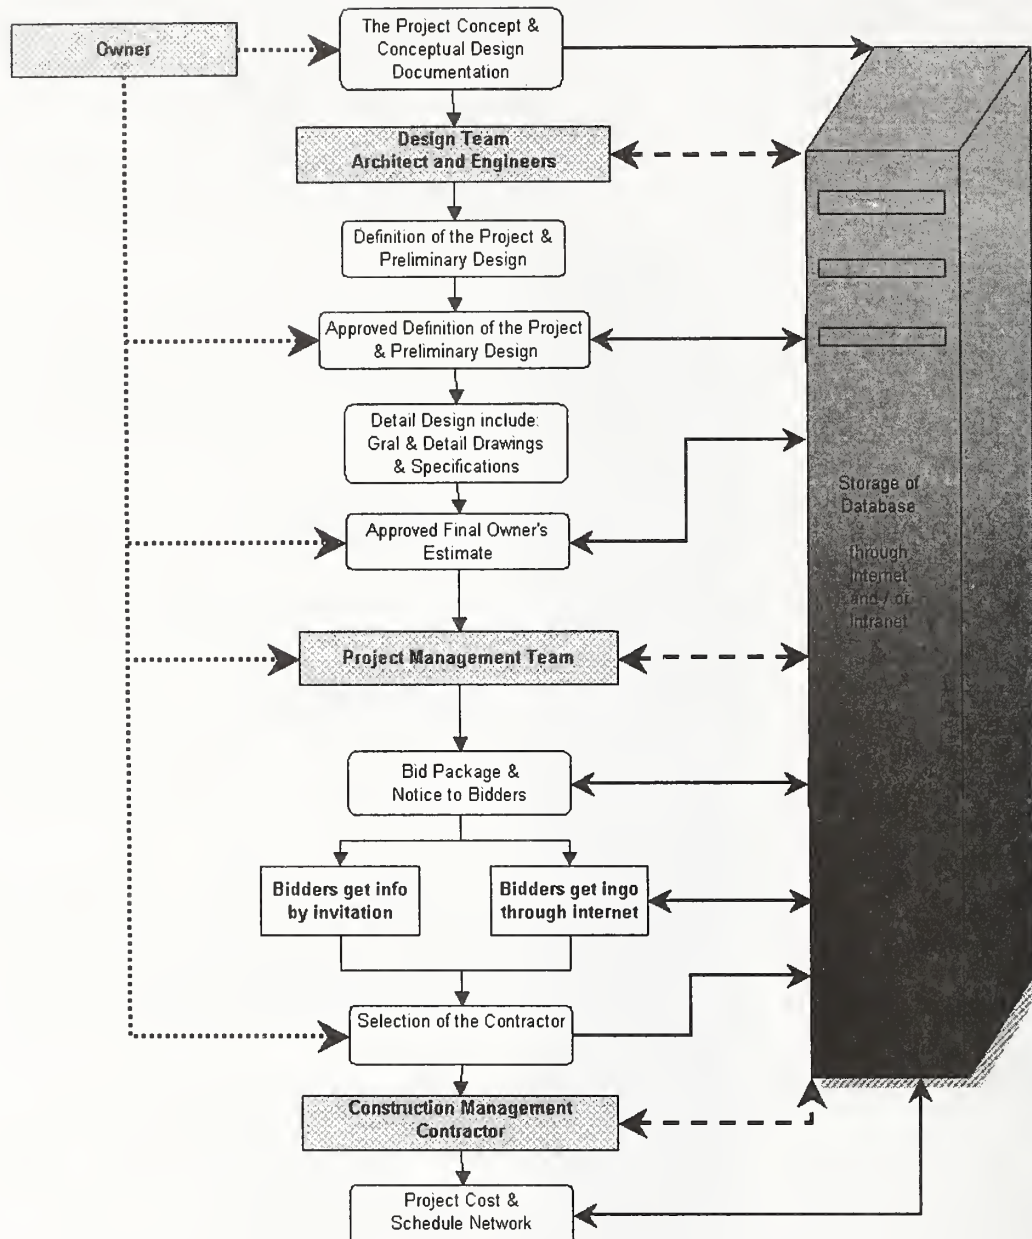 Owner
The Project Concept &
Conceptual Design
Documentation
Design Team
Architect and Engineers
Definition of the Project &
Preliminary Design
Approved Definition of the Project
& Preliminary Design
Detail Design include:
Gral & Detail Drawings
& Specifications
Approved Final Owner's
Estimate
Project Management Team
Bid Package &
Notice to Bidders
Bidders get info
by invitation
Bidders get ingo
through internet
Selection of the Contractor
Construction Management
Contractor
Project Cost &
Schedule Network
Storage of
Database
through
Internet
and / or
Intranet